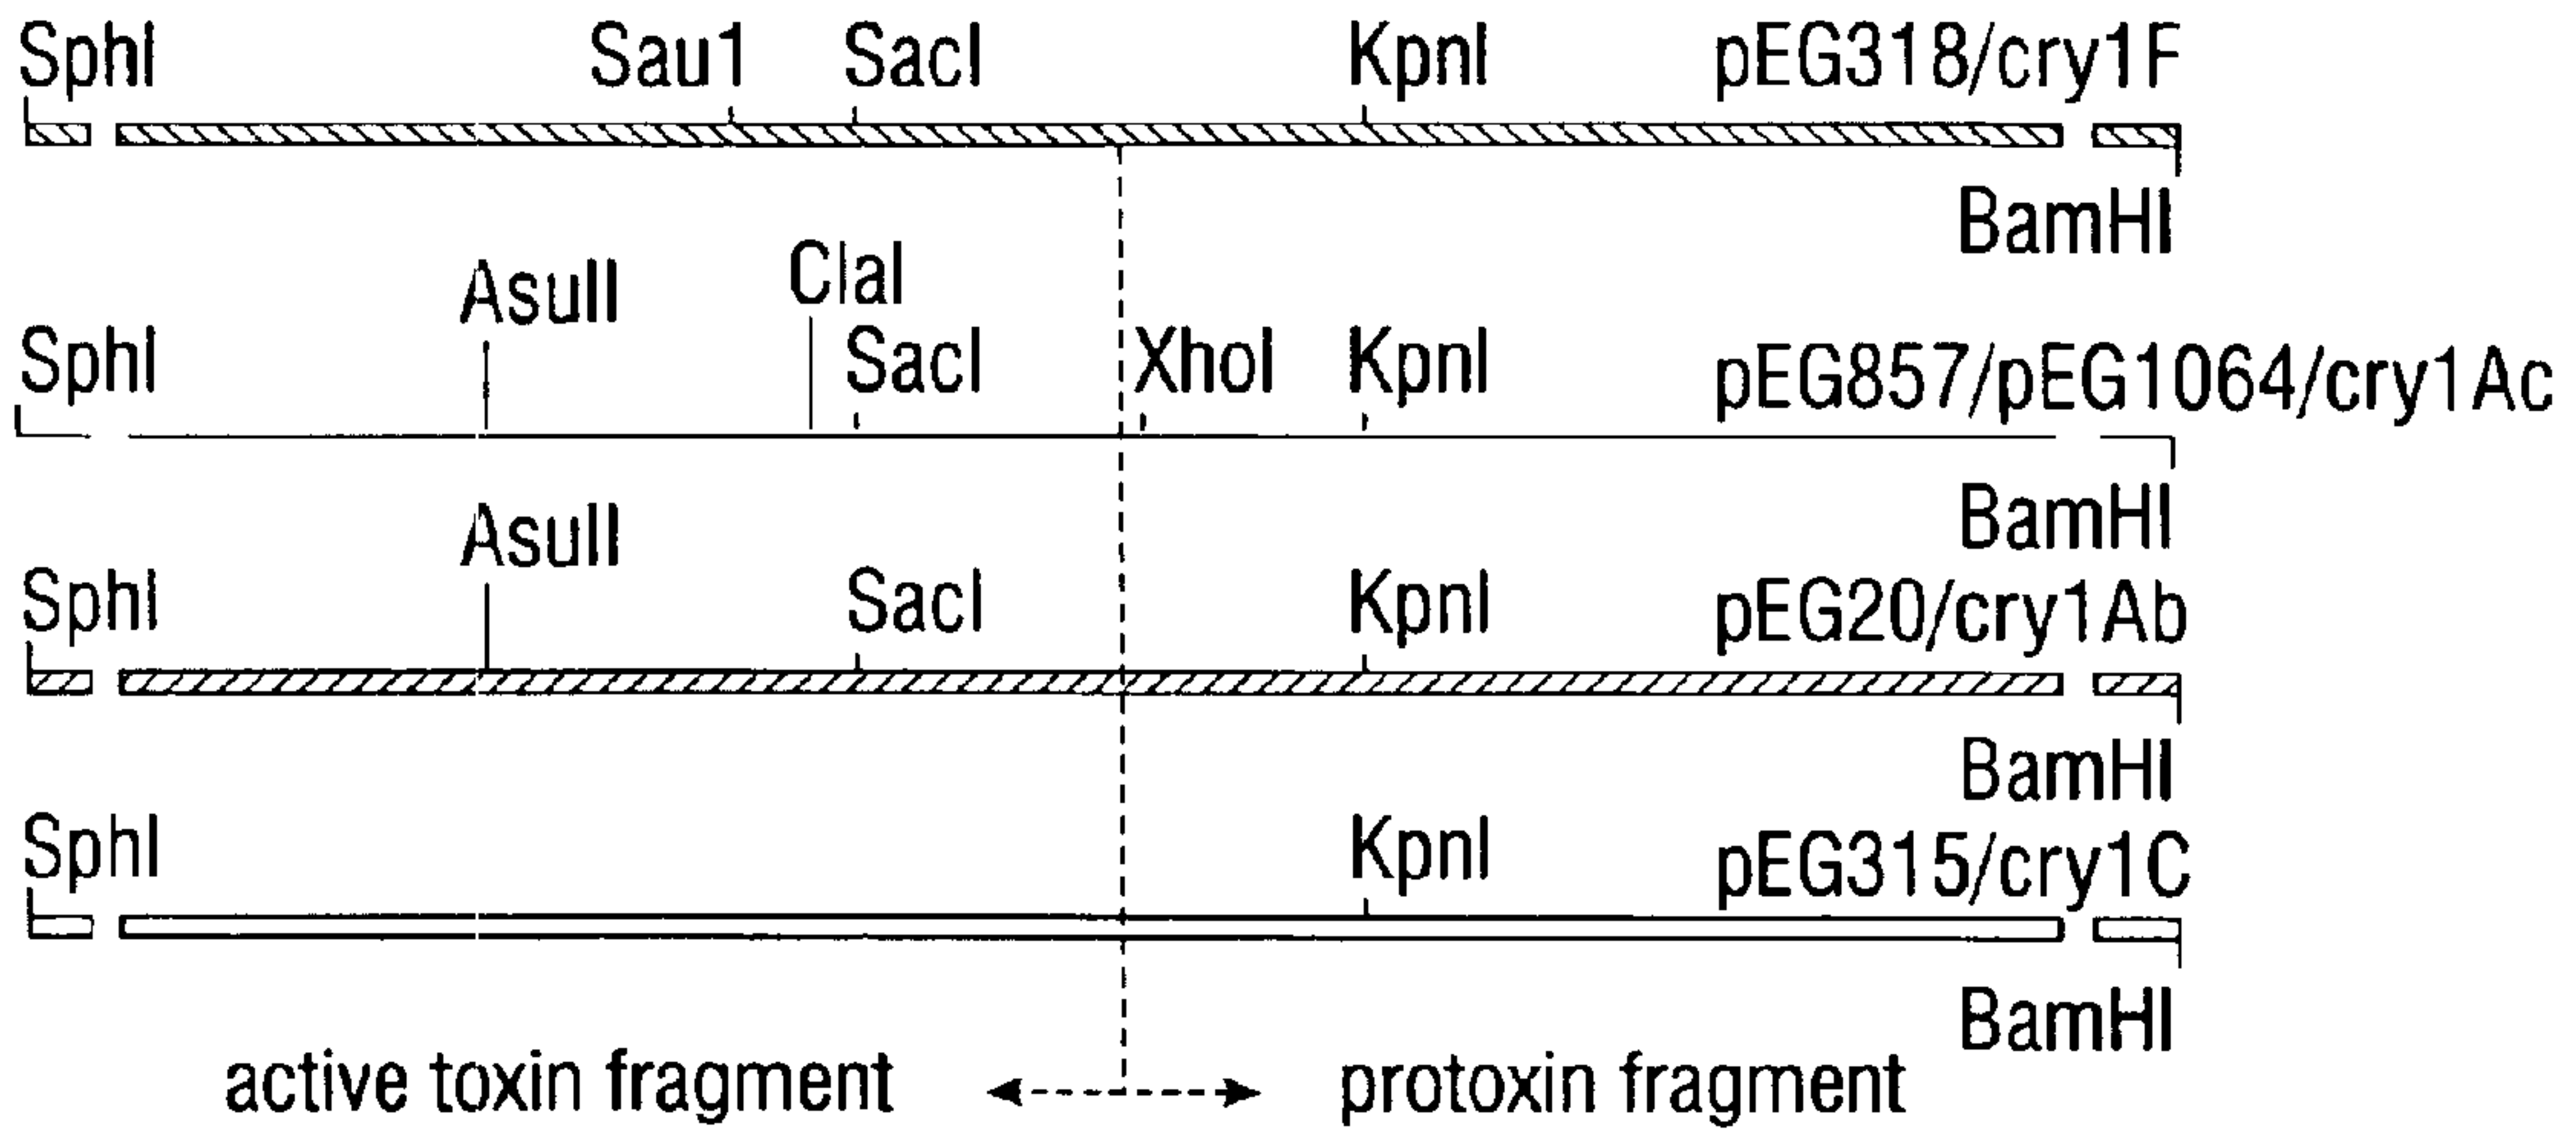 SphI Sau1 SacI KpnI pEG318/cry1F
BamHI
AsuII ClaI
SphI SacI XhoI KpnI pEG857/pEG1064/cry1Ac
BamHI
AsuII
SphI SacI KpnI pEG20/cry1Ab
BamHI
SphI KpnI pEG315/cry1C
BamHI
active toxin fragment protoxin fragment